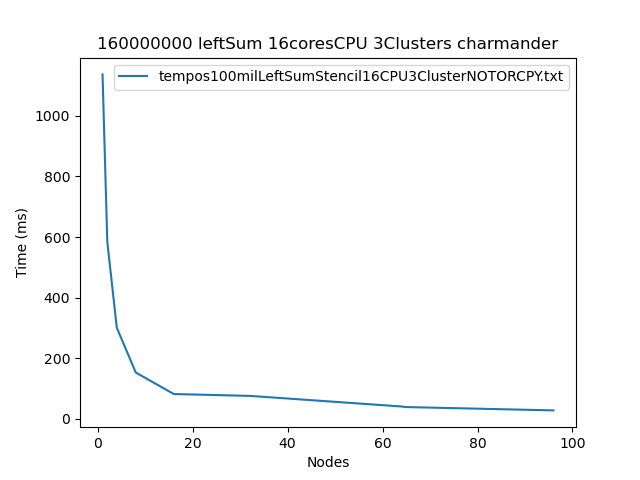 160000000 leftSum 16coresCPU 3Clusters charmander
tempos100milLeftSumStencil16CPU3ClusterNOTORCPY.txt
1000
800
600
400
200
0
Time (ms)
0 20 40 60 80 100
Nodes